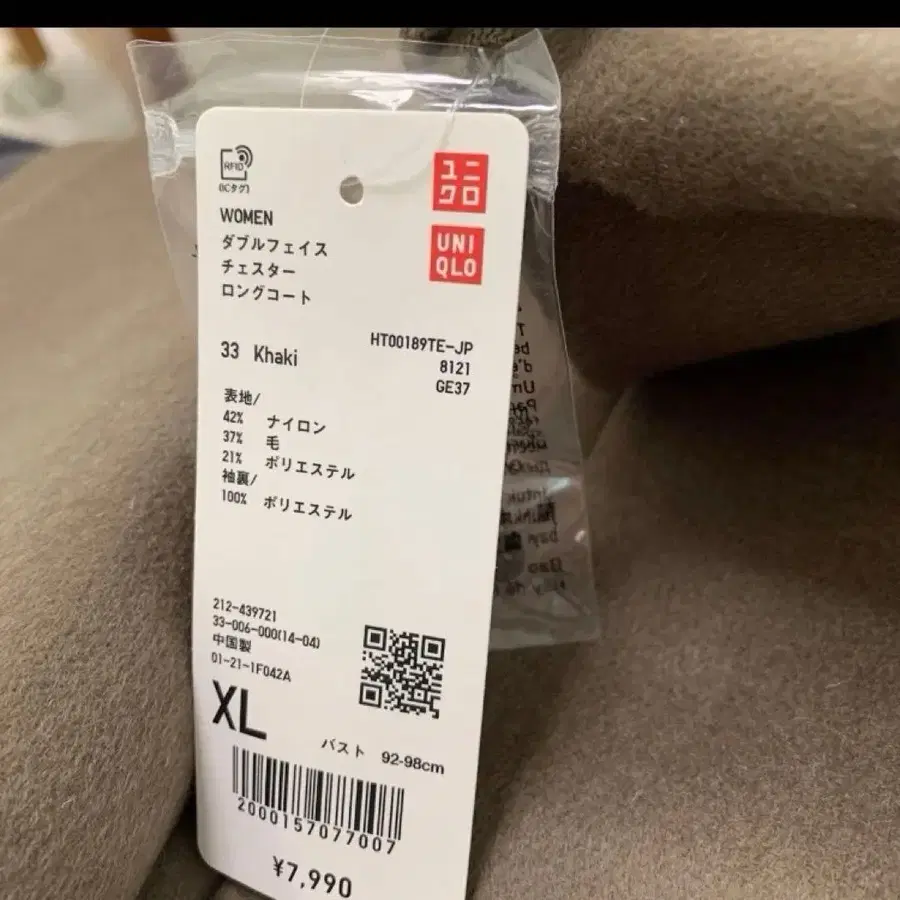 RFID
(ICタグ)
ユニ
クロ
UNI
QLO
WOMEN
ダブルフェイス
チェスター
ロングコート
33 Khaki
HT00189TE-JP
8121
GE37
表地/
42% ナイロン
37% 毛
21% ポリエステル
袖裏/
100% ポリエステル
212-439721
33-006-000(14-04)
中国製
01-21-1F042A
XL
バスト 92-98cm
2000157077007
¥7,990